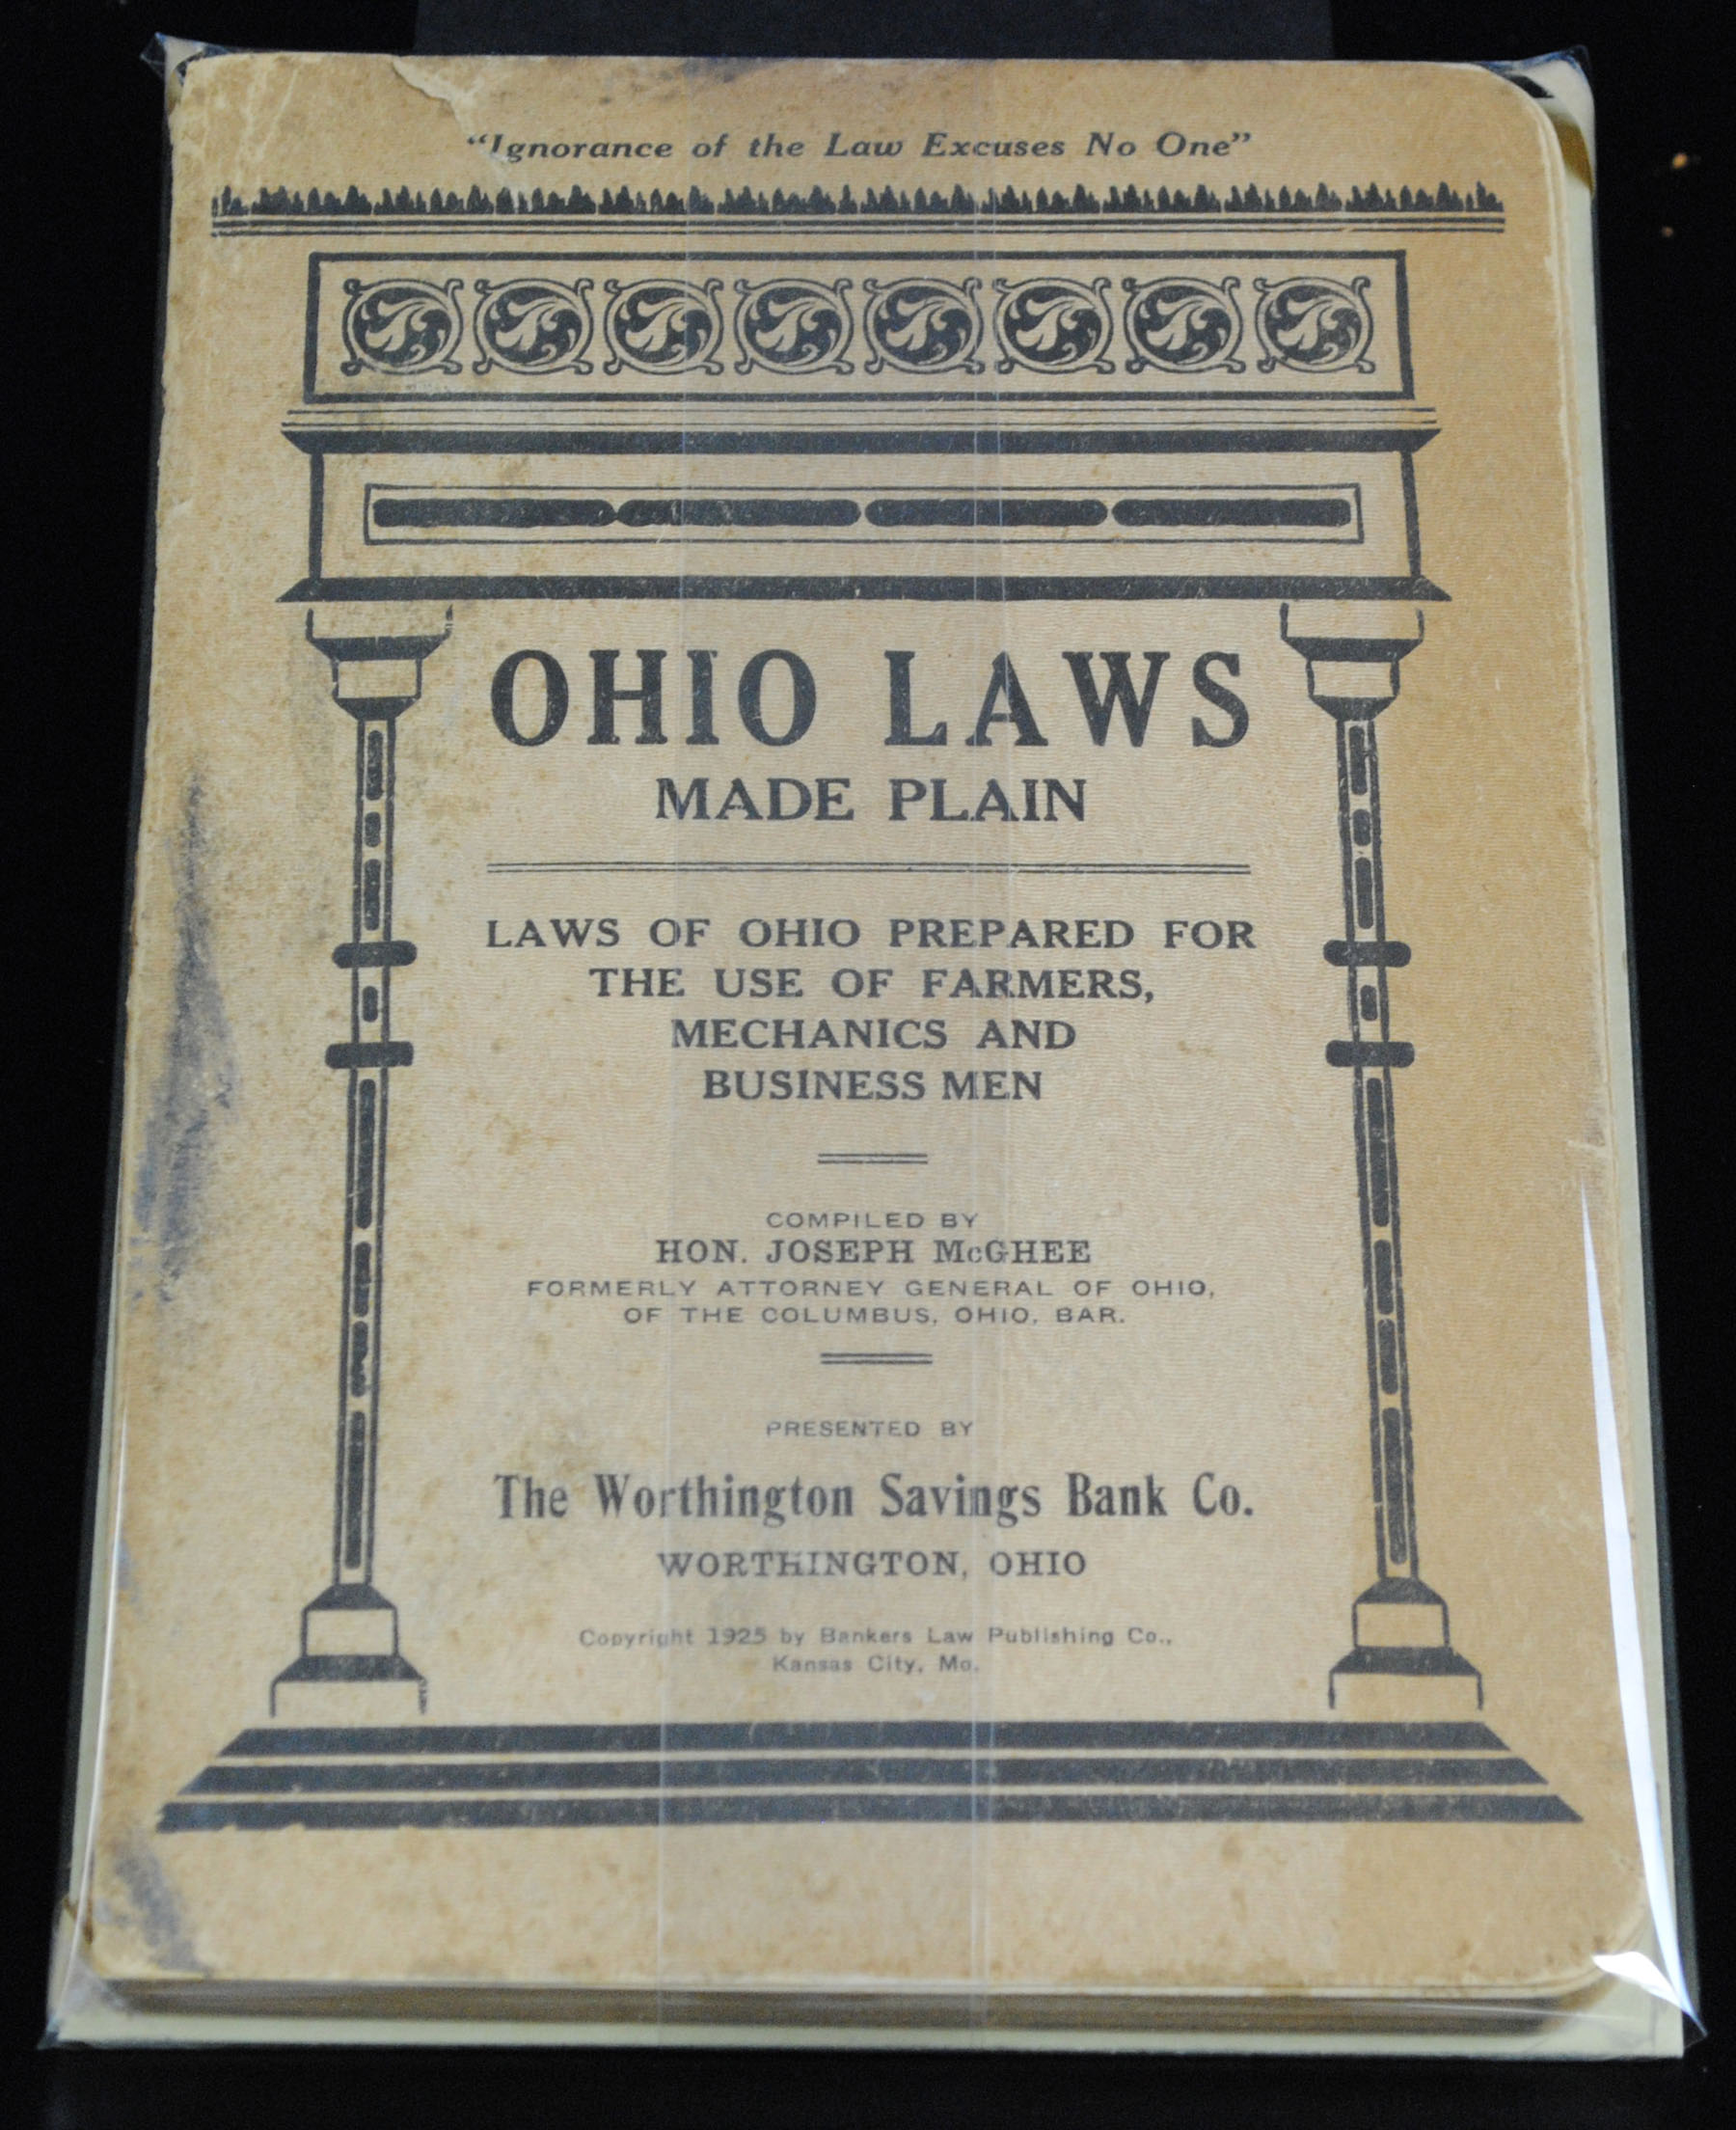 "Ignorance of the Law Excuses No One"
OHIO LAWS
MADE PLAIN
LAWS OF OHIO PREPARED FOR
THE USE OF FARMERS,
MECHANICS AND
BUSINESS MEN
COMPILED BY
HON. JOSEPH McGHEE
FORMERLY ATTORNEY GENERAL OF OHIO,
OF THE COLUMBUS, OHIO, BAR.
PRESENTED BY
The Worthington Savings Bank Co.
WORTHINGTON, OHIO
Copyright 1925 by Bankers Law Publishing Co.,
Kansas City, Mo.